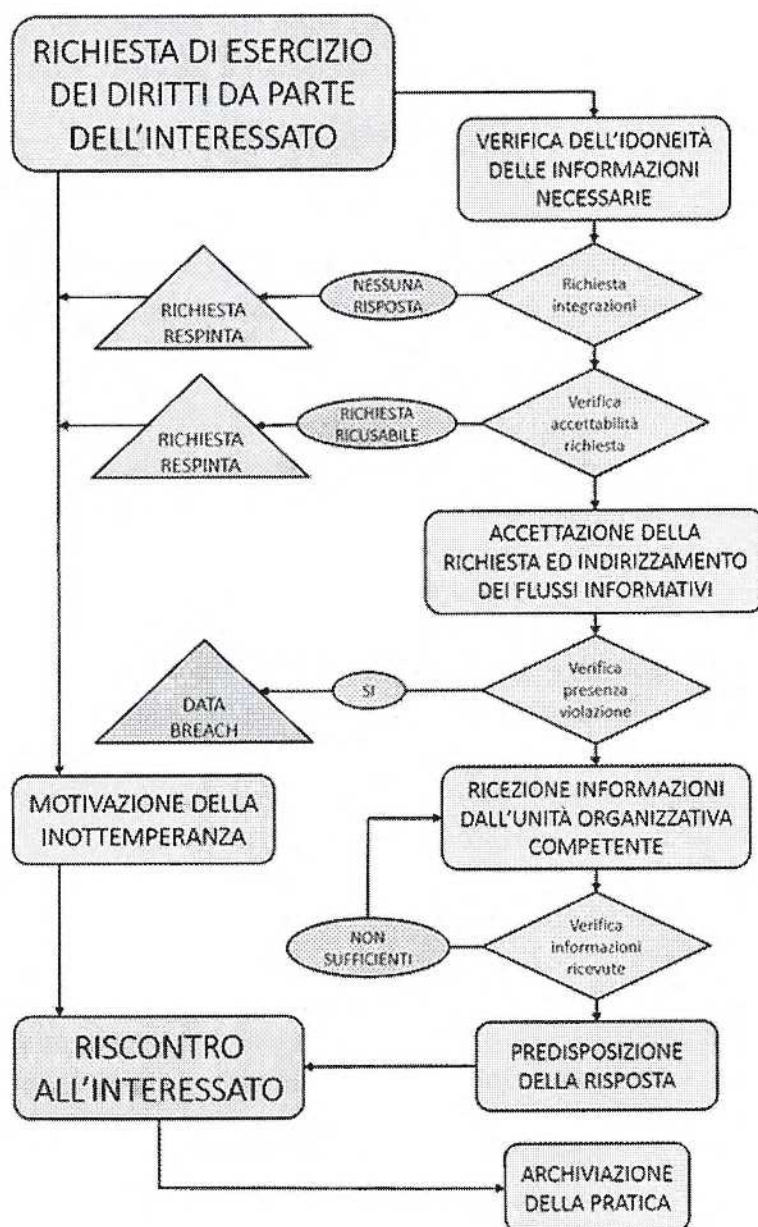 RICHIESTA DI ESERCIZIO
DEI DIRITTI DA PARTE
DELL'INTERESSATO
VERIFICA DELL'IDONEITÀ
DELLE INFORMAZIONI
NECESSARIE
Richiesta
integrazioni
NESSUNA
RISPOSTA
RICHIESTA
RESPINTA
Verifica
accettabilità
richiesta
RICHIESTA
RICUSABILE
RICHIESTA
RESPINTA
ACCETTAZIONE DELLA
RICHIESTA ED INDIRIZZAMENTO
DEI FLUSSI INFORMATIVI
Verifica
presenza
violazione
SI
DATA
BREACH
RICEZIONE INFORMAZIONI
DALL'UNITÀ ORGANIZZATIVA
COMPETENTE
MOTIVAZIONE DELLA
INOTTEMPERANZA
Verifica
informazioni
ricevute
NON
SUFFICIENTI
PREDISPOSIZIONE
DELLA RISPOSTA
RISCONTRO
ALL'INTERESSATO
ARCHIVIAZIONE
DELLA PRATICA